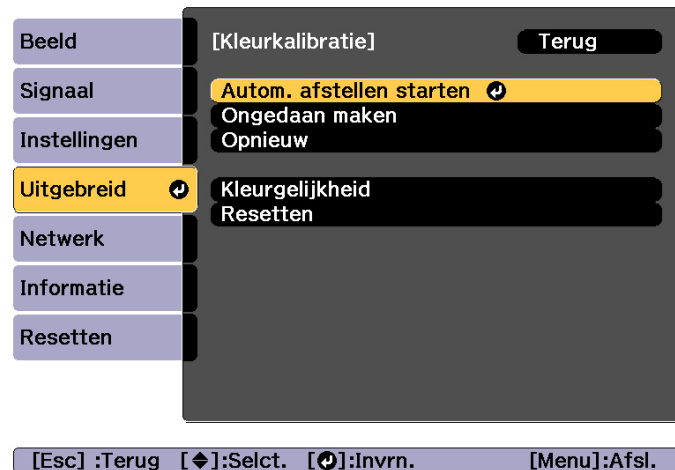 Beeld
Signaal
Instellingen
Uitgebreid
Netwerk
Informatie
Resetten
[Kleurkalibratie] Terug
Autom. afstellen starten
Ongedaan maken
Opnieuw
Kleurgelijkheid
Resetten
[Esc] :Terug [◆]:Selct. [↵]:Invrn. [Menu]:Afsl.